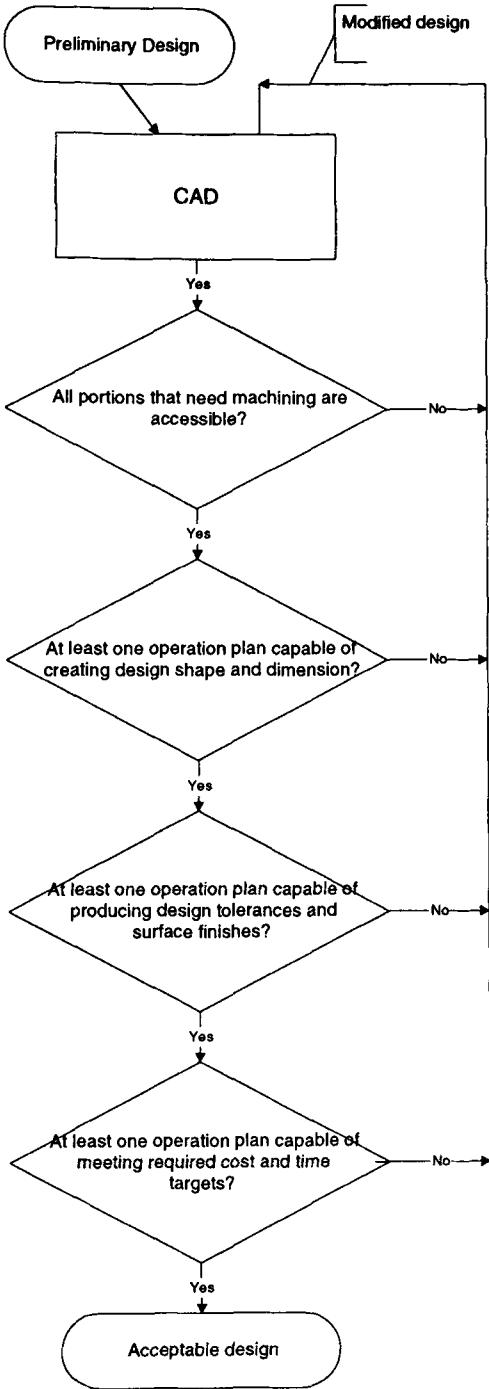 Preliminary Design
Modified design
CAD
Yes
All portions that need machining are
accessible?
No
Yes
At least one operation plan capable of
creating design shape and dimension?
No
Yes
At least one operation plan capable of
producing design tolerances and
surface finishes?
No
Yes
At least one operation plan capable of
meeting required cost and time
targets?
No
Yes
Acceptable design